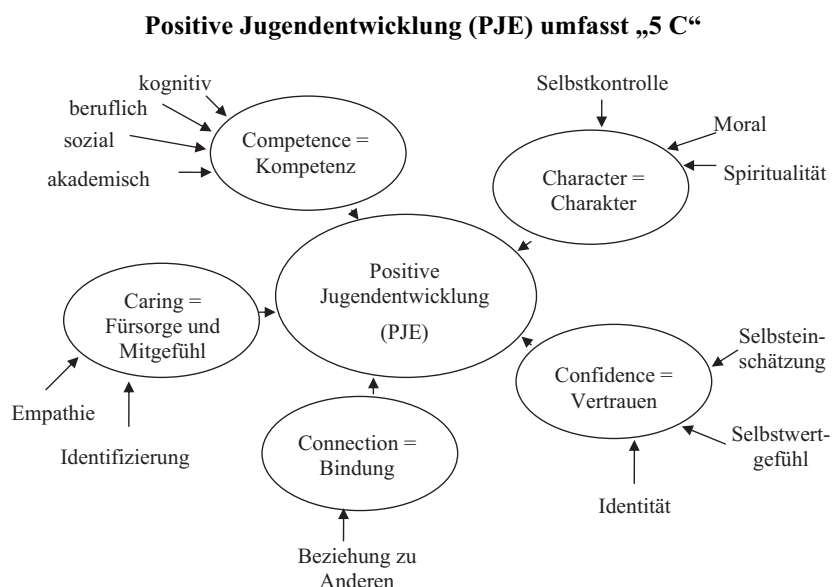 Positive Jugendentwicklung (PJE) umfasst „5 C“
kognitiv
beruflich
sozial
akademisch
Competence =
Kompetenz
Selbstkontrolle
Moral
Spiritualität
Character =
Charakter
Positive
Jugendentwicklung
(PJE)
Caring =
Fürsorge und
Mitgefühl
Empathie
Identifizierung
Connection =
Bindung
Beziehung zu
Anderen
Confidence =
Vertrauen
Selbstein-
schätzung
Selbstwert-
gefühl
Identität